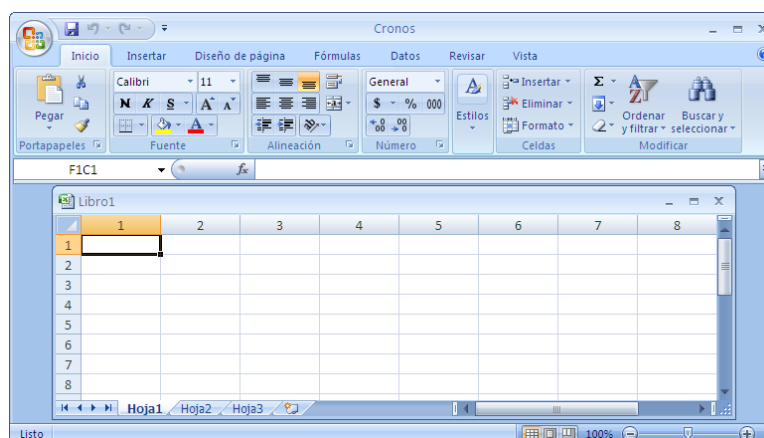 Cronos
Inicio Insertar Diseño de página Fórmulas Datos Revisar Vista
Pegar
Portapapeles
Calibri 11
N K S A A
A
Fuente
Alineación
General
$ % 000
Número
Estilos
Insertar
Eliminar
Formato
Celdas
Σ
Ordenar y filtrar
Buscar y seleccionar
Modificar
F1C1 fx
Libro1
1 2 3 4 5 6 7 8
1
2
3
4
5
6
7
8
Hoja1 Hoja2 Hoja3
Listo 100%